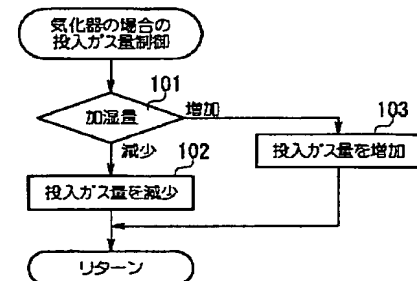 気化器の場合の
投入ガス量制御
101
加湿量
増加
103
減少
102
投入ガス量を増加
投入ガス量を減少
リターン